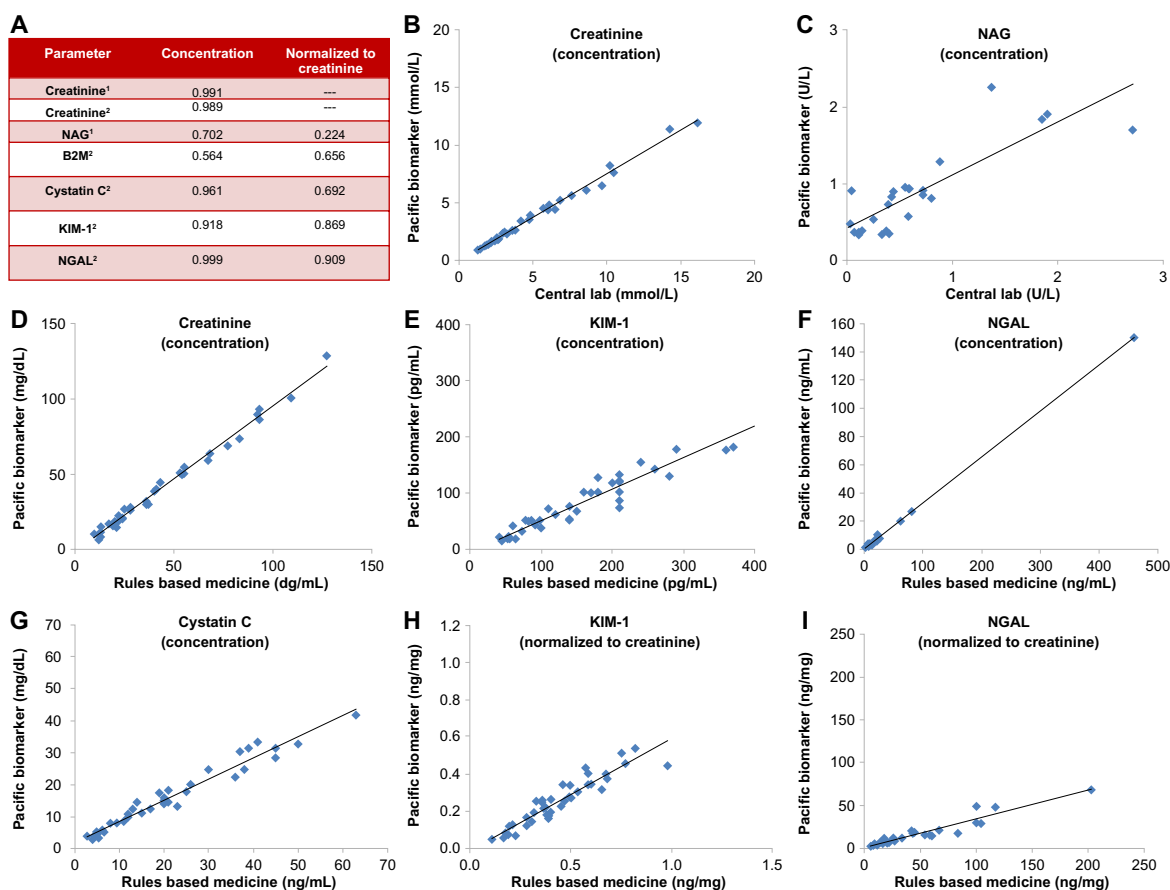 A
Parameter Concentration Normalized to creatinine
Creatinine¹ 0.991 ---
Creatinine² 0.989 ---
NAG¹ 0.702 0.224
B2M² 0.564 0.656
Cystatin C² 0.961 0.692
KIM-1² 0.918 0.869
NGAL² 0.999 0.909
B
Creatinine
(concentration)
Pacific biomarker (mmol/L)
20
15
10
5
0
0 5 10 15 20
Central lab (mmol/L)
C
NAG
(concentration)
Pacific biomarker (U/L)
3
2
1
0
0 1 2 3
Central lab (U/L)
D
Creatinine
(concentration)
Pacific biomarker (mg/dL)
150
100
50
0
0 50 100 150
Rules based medicine (dg/mL)
E
KIM-1
(concentration)
Pacific biomarker (pg/mL)
400
300
200
100
0
0 100 200 300 400
Rules based medicine (pg/mL)
F
NGAL
(concentration)
Pacific biomarker (ng/mL)
160
140
120
100
80
60
40
20
0
0 100 200 300 400 500
Rules based medicine (ng/mL)
G
Cystatin C
(concentration)
Pacific biomarker (mg/dL)
70
60
50
40
30
20
10
0
0 10 20 30 40 50 60 70
Rules based medicine (ng/mL)
H
KIM-1
(normalized to creatinine)
Pacific biomarker (ng/mg)
1.2
1.0
0.8
0.6
0.4
0.2
0.0
0.0 0.5 1.0 1.5
Rules based medicine (ng/mg)
I
NGAL
(normalized to creatinine)
Pacific biomarker (ng/mg)
250
200
150
100
50
0
0 50 100 150 200 250
Rules based medicine (ng/mg)